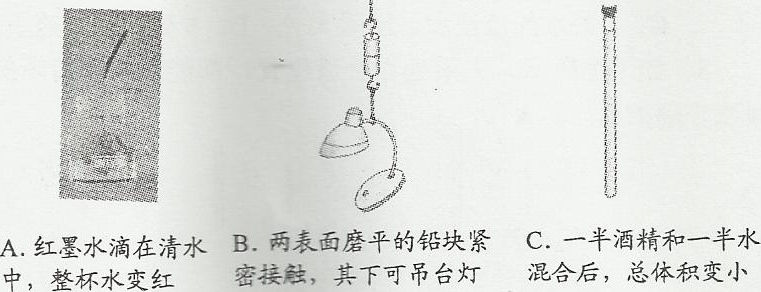 A. 红墨水滴在清水
中，整杯水变红
B. 两表面磨平的铅块紧
密接触，其下可吊台灯
C. 一半酒精和一半水
混合后，总体积变小